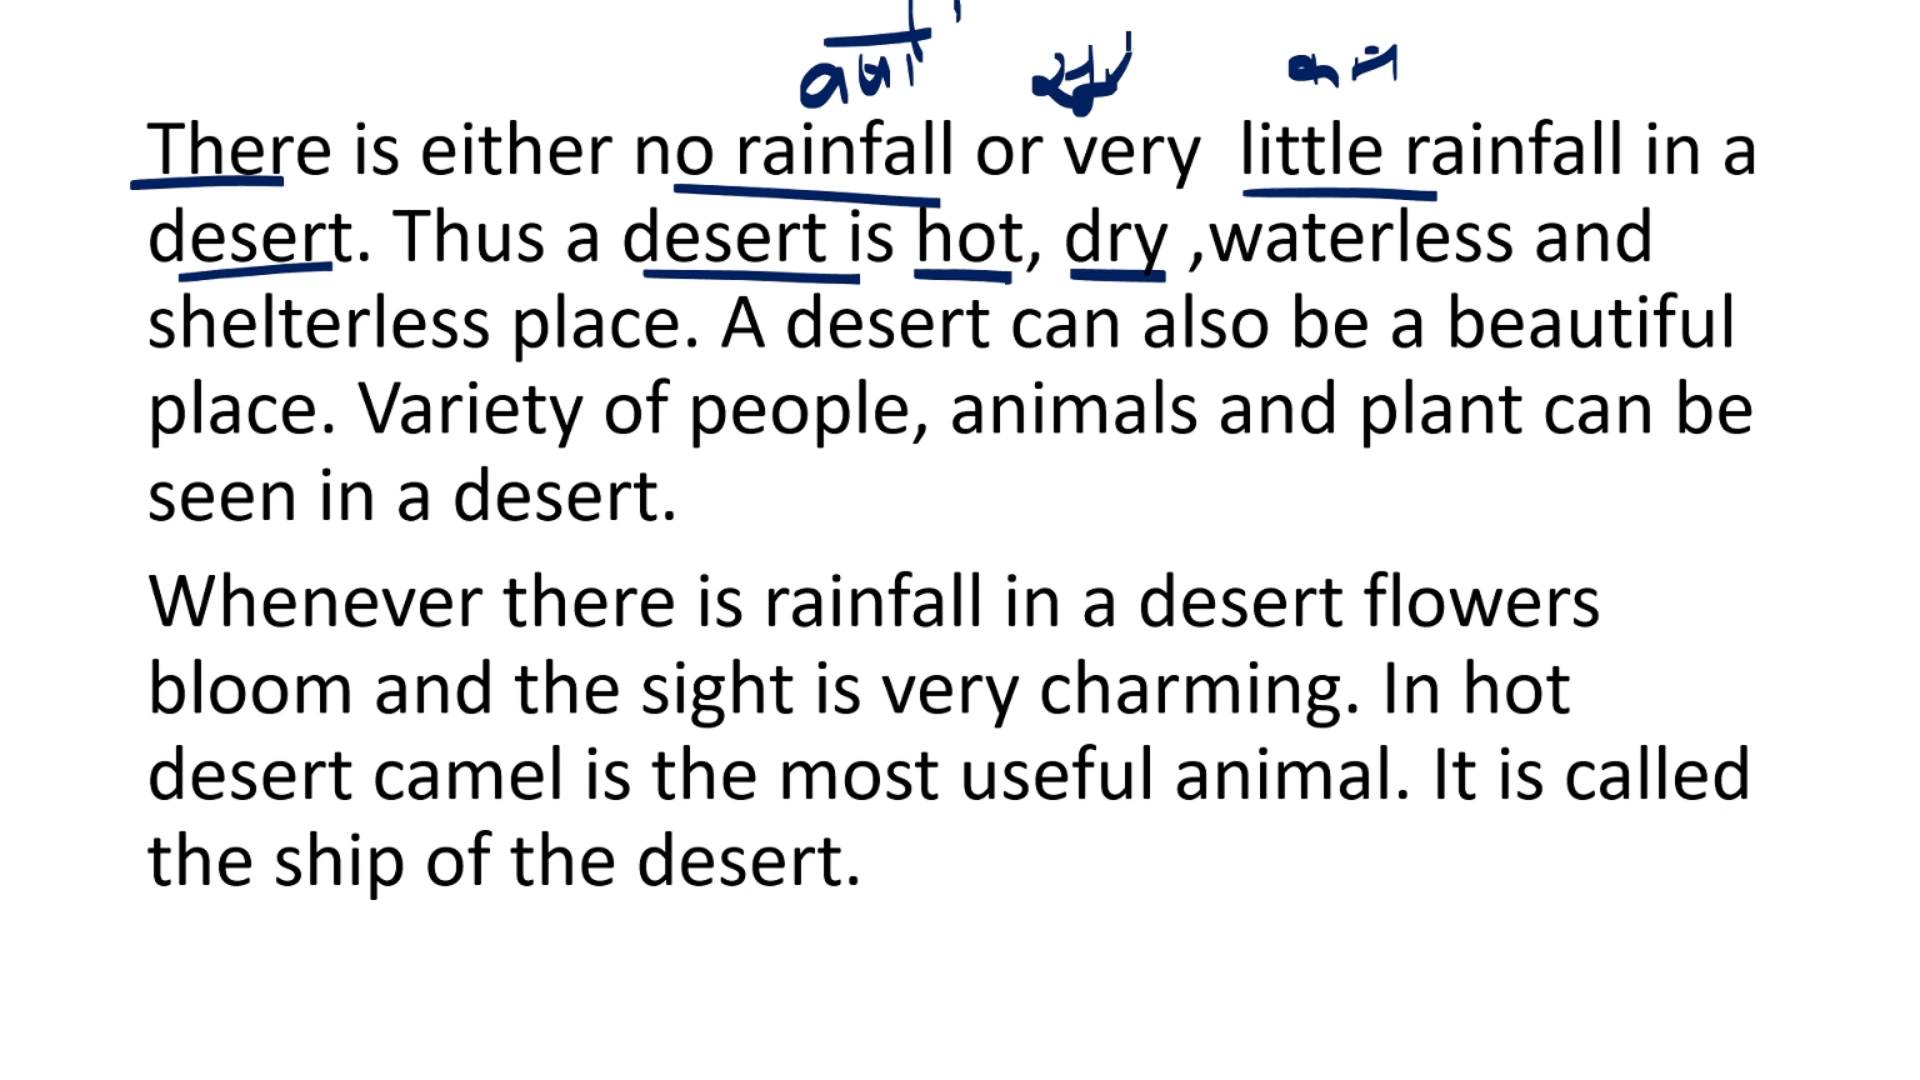 There is either no rainfall or very little rainfall in a
desert. Thus a desert is hot, dry ,waterless and
shelterless place. A desert can also be a beautiful
place. Variety of people, animals and plant can be
seen in a desert.
Whenever there is rainfall in a desert flowers
bloom and the sight is very charming. In hot
desert camel is the most useful animal. It is called
the ship of the desert.